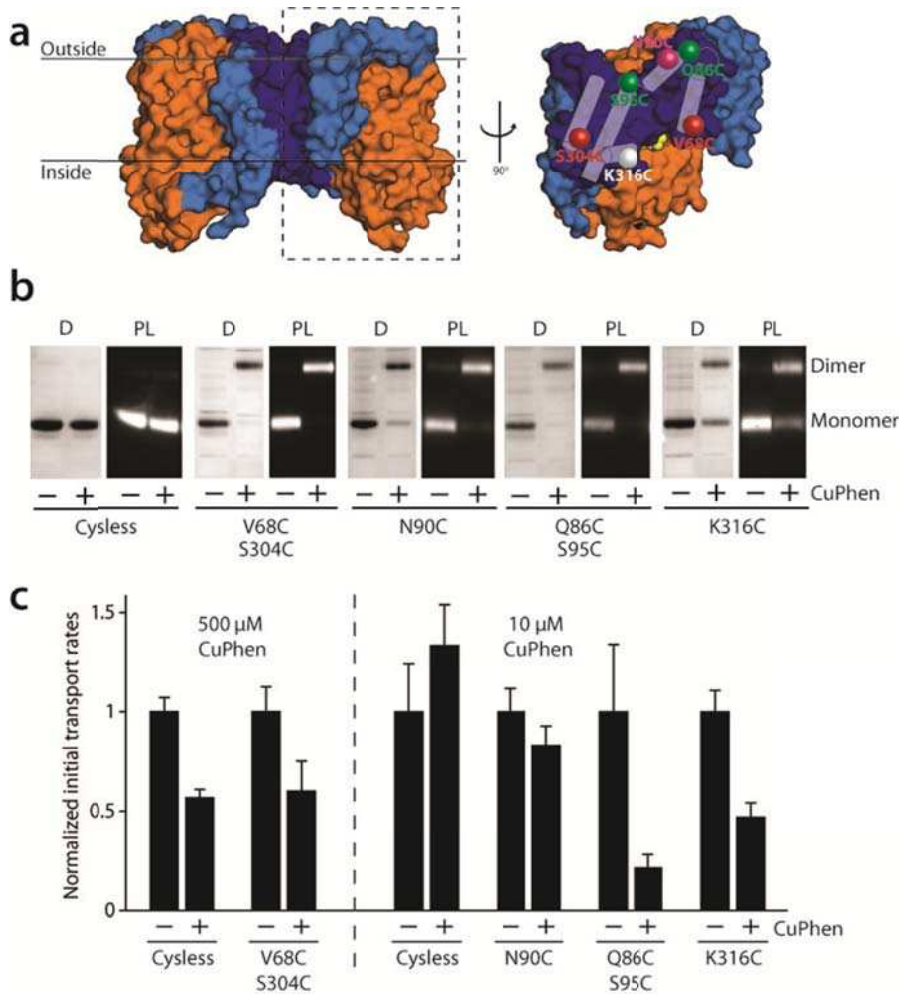 a
Outside
Inside
90°
Q86C
S95C
S304C
V68C
K316C
b
D PL D PL D PL D PL D PL
Dimer
Monomer
− + − + − + − + − + − + − + − + − + − + CuPhen
Cysless V68C N90C Q86C K316C
S304C S95C
c
Normalized initial transport rates
1.5
1
0.5
0
500 µM
CuPhen
10 µM
CuPhen
− + − + − + − + − + − + CuPhen
Cysless V68C Cysless N90C Q86C K316C
S304C S95C